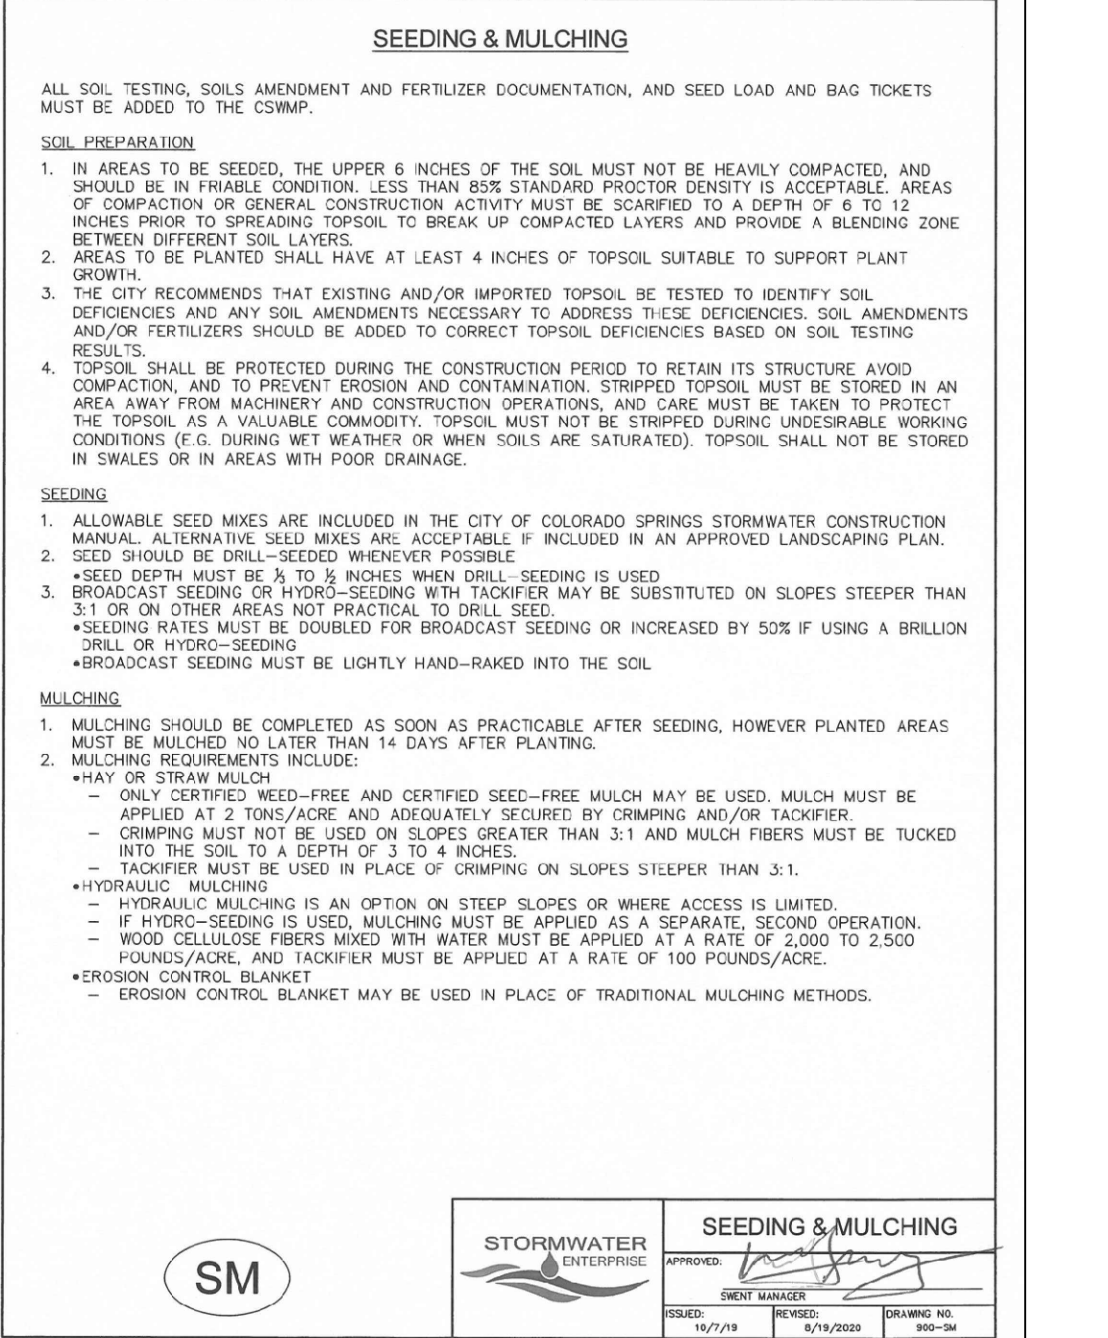 SEEDING & MULCHING
ALL SOIL TESTING, SOILS AMENDMENT AND FERTILIZER DOCUMENTATION, AND SEED LOAD AND BAG TICKETS
MUST BE ADDED TO THE CSWMP.
SOIL PREPARATION
1. IN AREAS TO BE SEEDED, THE UPPER 6 INCHES OF THE SOIL MUST NOT BE HEAVILY COMPACTED, AND
SHOULD BE IN FRIABLE CONDITION. LESS THAN 85% STANDARD PROCTOR DENSITY IS ACCEPTABLE. AREAS
OF COMPACTION OR GENERAL CONSTRUCTION ACTIVITY MUST BE SCARIFIED TO A DEPTH OF 6 TO 12
INCHES PRIOR TO SPREADING TOPSOIL TO BREAK UP COMPACTED LAYERS AND PROVIDE A BLENDING ZONE
BETWEEN DIFFERENT SOIL LAYERS.
2. AREAS TO BE PLANTED SHALL HAVE AT LEAST 4 INCHES OF TOPSOIL SUITABLE TO SUPPORT PLANT
GROWTH.
3. THE CITY RECOMMENDS THAT EXISTING AND/OR IMPORTED TOPSOIL BE TESTED TO IDENTIFY SOIL
DEFICIENCIES AND ANY SOIL AMENDMENTS NECESSARY TO ADDRESS THESE DEFICIENCIES. SOIL AMENDMENTS
AND/OR FERTILIZERS SHOULD BE ADDED TO CORRECT TOPSOIL DEFICIENCIES BASED ON SOIL TESTING
RESULTS.
4. TOPSOIL SHALL BE PROTECTED DURING THE CONSTRUCTION PERIOD TO RETAIN ITS STRUCTURE AVOID
COMPACTION, AND TO PREVENT EROSION AND CONTAMINATION. STRIPPED TOPSOIL MUST BE STORED IN AN
AREA AWAY FROM MACHINERY AND CONSTRUCTION OPERATIONS, AND CARE MUST BE TAKEN TO PROTECT
THE TOPSOIL AS A VALUABLE COMMODITY. TOPSOIL MUST NOT BE STRIPPED DURING UNDESIRABLE WORKING
CONDITIONS (E.G. DURING WET WEATHER OR WHEN SOILS ARE SATURATED). TOPSOIL SHALL NOT BE STORED
IN SWALES OR IN AREAS WITH POOR DRAINAGE.
SEEDING
1. ALLOWABLE SEED MIXES ARE INCLUDED IN THE CITY OF COLORADO SPRINGS STORMWATER CONSTRUCTION
MANUAL. ALTERNATIVE SEED MIXES ARE ACCEPTABLE IF INCLUDED IN AN APPROVED LANDSCAPING PLAN.
2. SEED SHOULD BE DRILL-SEEDED WHENEVER POSSIBLE
•SEED DEPTH MUST BE ⅓ TO ½ INCHES WHEN DRILL-SEEDING IS USED
3. BROADCAST SEEDING OR HYDRO-SEEDING WITH TACKIFIER MAY BE SUBSTITUTED ON SLOPES STEEPER THAN
3:1 OR ON OTHER AREAS NOT PRACTICAL TO DRILL SEED.
•SEEDING RATES MUST BE DOUBLED FOR BROADCAST SEEDING OR INCREASED BY 50% IF USING A BRILLION
DRILL OR HYDRO-SEEDING
•BROADCAST SEEDING MUST BE LIGHTLY HAND-RAKED INTO THE SOIL
MULCHING
1. MULCHING SHOULD BE COMPLETED AS SOON AS PRACTICABLE AFTER SEEDING, HOWEVER PLANTED AREAS
MUST BE MULCHED NO LATER THAN 14 DAYS AFTER PLANTING.
2. MULCHING REQUIREMENTS INCLUDE:
•HAY OR STRAW MULCH
– ONLY CERTIFIED WEED-FREE AND CERTIFIED SEED-FREE MULCH MAY BE USED. MULCH MUST BE
APPLIED AT 2 TONS/ACRE AND ADEQUATELY SECURED BY CRIMPING AND/OR TACKIFIER.
– CRIMPING MUST NOT BE USED ON SLOPES GREATER THAN 3:1 AND MULCH FIBERS MUST BE TUCKED
INTO THE SOIL TO A DEPTH OF 3 TO 4 INCHES.
– TACKIFIER MUST BE USED IN PLACE OF CRIMPING ON SLOPES STEEPER THAN 3:1.
•HYDRAULIC MULCHING
– HYDRAULIC MULCHING IS AN OPTION ON STEEP SLOPES OR WHERE ACCESS IS LIMITED.
– IF HYDRO-SEEDING IS USED, MULCHING MUST BE APPLIED AS A SEPARATE, SECOND OPERATION.
– WOOD CELLULOSE FIBERS MIXED WITH WATER MUST BE APPLIED AT A RATE OF 2,000 TO 2,500
POUNDS/ACRE, AND TACKIFIER MUST BE APPLIED AT A RATE OF 100 POUNDS/ACRE.
•EROSION CONTROL BLANKET
– EROSION CONTROL BLANKET MAY BE USED IN PLACE OF TRADITIONAL MULCHING METHODS.
SM
STORMWATER
ENTERPRISE
SEEDING & MULCHING
APPROVED:
SWENT MANAGER
ISSUED:
10/7/19
REVISED:
8/19/2020
DRAWING NO.
900-SM